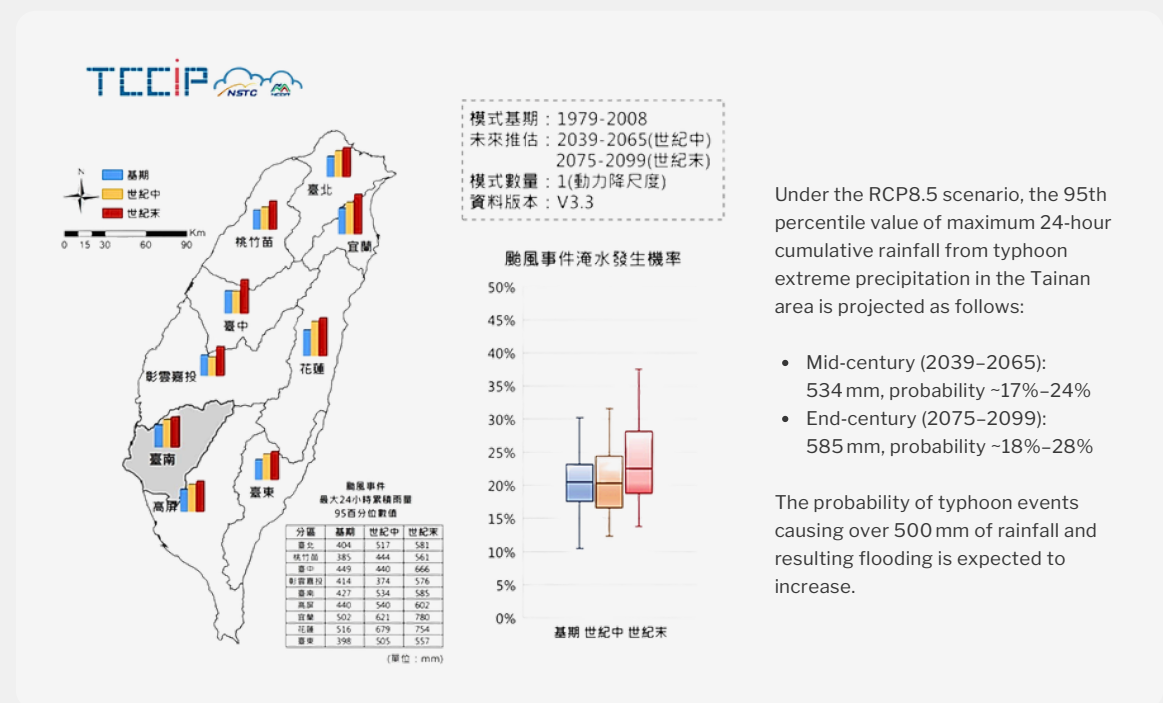 TCCiP
NSTC
NCDR
N
基期
世紀中
世紀末
Km
0 15 30 60 90
臺北
桃竹苗
宜蘭
臺中
花蓮
彰雲嘉投
臺南
高屏
臺東
颱風事件
最大24小時累積雨量
95百分位數值
分區 基期 世紀中 世紀末
臺北 404 517 581
桃竹苗 385 444 561
臺中 449 440 666
彰雲嘉投 414 374 576
臺南 427 534 585
高屏 440 540 602
宜蘭 502 621 780
花蓮 516 679 754
臺東 398 505 557
(單位：mm)
模式基期：1979-2008
未來推估：2039-2065(世紀中)
2075-2099(世紀末)
模式數量：1(動力降尺度)
資料版本：V3.3
颱風事件淹水發生機率
50%
45%
40%
35%
30%
25%
20%
15%
10%
5%
0%
基期 世紀中 世紀末
Under the RCP8.5 scenario, the 95th
percentile value of maximum 24-hour
cumulative rainfall from typhoon
extreme precipitation in the Tainan
area is projected as follows:
• Mid-century (2039–2065):
534 mm, probability ~17%–24%
• End-century (2075–2099):
585 mm, probability ~18%–28%
The probability of typhoon events
causing over 500 mm of rainfall and
resulting flooding is expected to
increase.